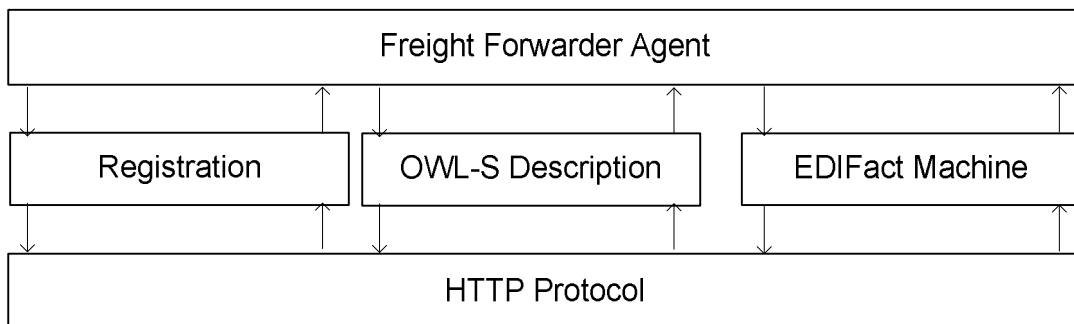 Freight Forwarder Agent
Registration
OWL-S Description
EDIFact Machine
HTTP Protocol